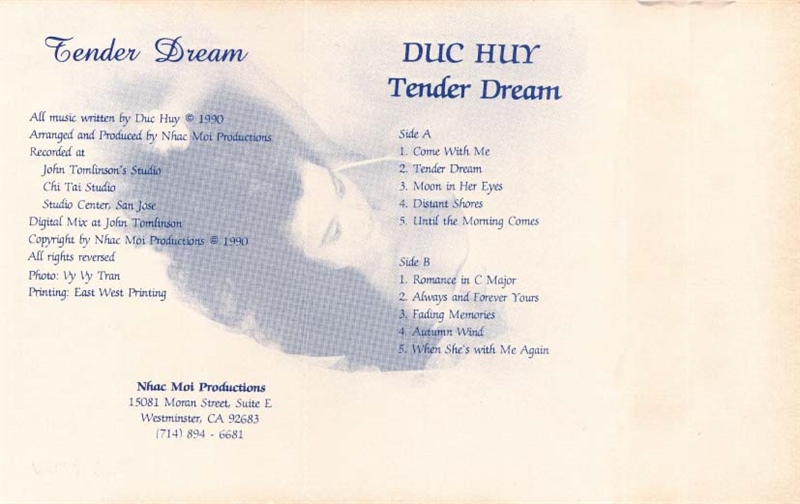 Tender Dream
All music written by Duc Huy © 1990
Arranged and Produced by Nhac Moi Productions
Recorded at
John Tomlinson's Studio
Chi Tai Studio
Studio Center, San Jose
Digital Mix at John Tomlinson
Copyright by Nhac Moi Productions © 1990
All rights reversed
Photo: Vy Vy Tran
Printing: East West Printing
Nhac Moi Productions
15081 Moran Street, Suite E
Westminster, CA 92683
(714) 894 - 6681
DUC HUY
Tender Dream
Side A
1. Come With Me
2. Tender Dream
3. Moon in Her Eyes
4. Distant Shores
5. Until the Morning Comes
Side B
1. Romance in C Major
2. Always and Forever Yours
3. Fading Memories
4. Autumn Wind
5. When She's with Me Again